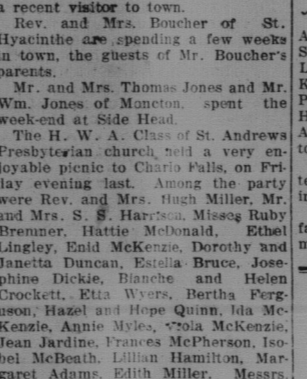 a recent visitor to town.
Rev. and Mrs. Boucher of St.
Hyacinthe are spending a few weeks
in town, the guests of Mr. Boucher's
parents.
Mr. and Mrs. Thomas Jones and Mr.
Wm. Jones of Moncton, spent the
week-end at Side Head.
The H. W. A. Class of St. Andrews
Presbyterian church held a very en-
joyable picnic to Charlo Falls, on Fri-
day evening last. Among the party
were Rev. and Mrs. Hugh Miller, Mr.
and Mrs. S. S. Harrison, Misses Ruby
Bremner, Hattie McDonald, Ethel
Lingley, Enid McKenzie, Dorothy and
Janetta Duncan, Estella Bruce, Jose-
phine Dickie, Blanche and Helen
Crockett, Etta Wyers, Bertha Ferg-
uson, Hazel and Hope Quinn, Ida Mc-
Kenzie, Annie Myles, Viola McKenzie,
Jean Jardine, Frances McPherson, Iso-
bel McBeath, Lillian Hamilton, Mar-
garet Adams, Edith Miller, Messrs.